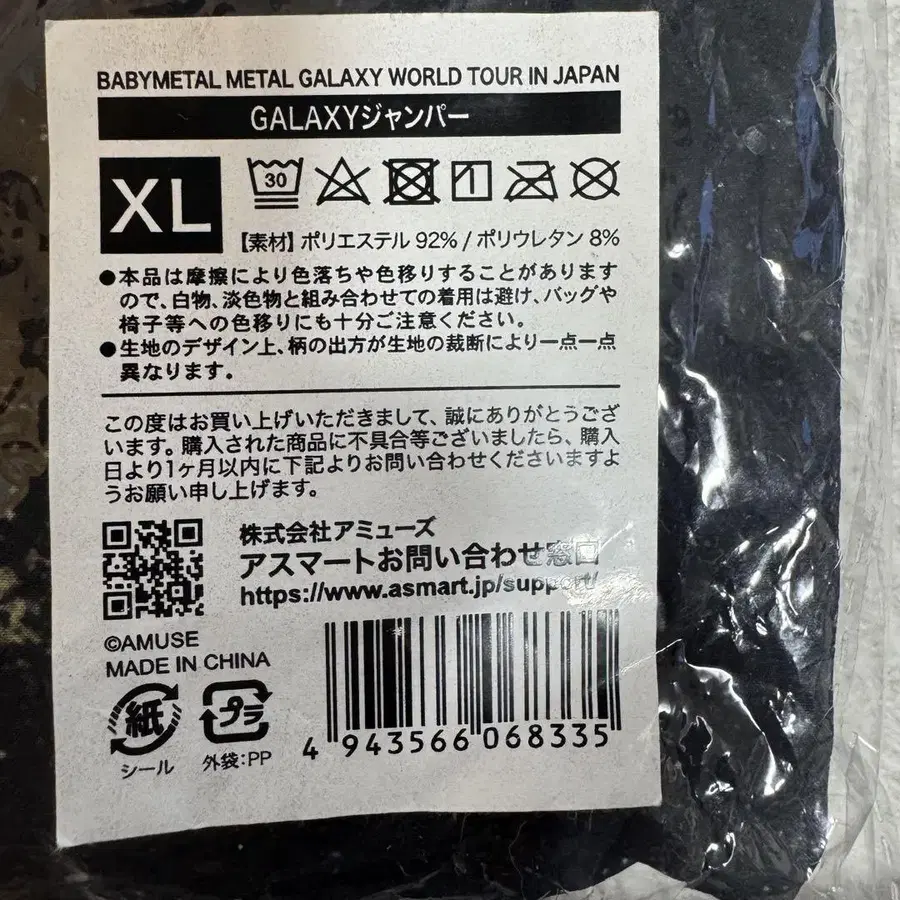 BABYMETAL METAL GALAXY WORLD TOUR IN JAPAN
GALAXYジャンパー
XL
30
【素材】ポリエステル 92% / ポリウレタン 8%
●本品は摩擦により色落ちや色移りすることがあります
ので、白物、淡色物と組み合わせての着用は避け、バッグや
椅子等への色移りにも十分ご注意ください。
●生地のデザイン上、柄の出方が生地の裁断により一点一点
異なります。
この度はお買い上げいただきまして、誠にありがとうござ
います。購入された商品に不具合等ございましたら、購入
日より1ヶ月以内に下記よりお問い合わせくださいますよ
うお願い申し上げます。
株式会社アミューズ
アスマートお問い合わせ窓口
https://www.asmart.jp/support/
©AMUSE
MADE IN CHINA
紙
シール
プラ
外袋:PP
4 943566 068335